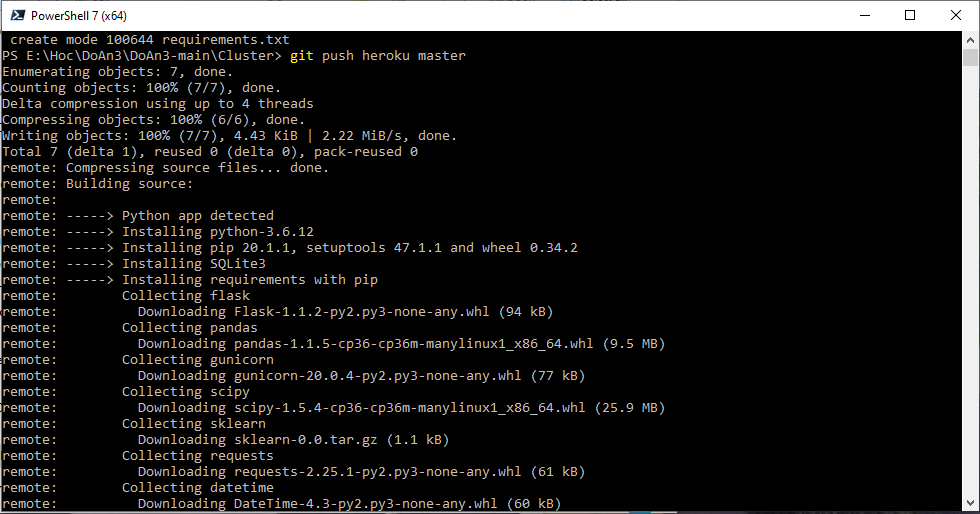 PowerShell 7 (x64)
create mode 100644 requirements.txt
PS E:\Hoc\DoAn3\DoAn3-main\Cluster> git push heroku master
Enumerating objects: 7, done.
Counting objects: 100% (7/7), done.
Delta compression using up to 4 threads
Compressing objects: 100% (6/6), done.
Writing objects: 100% (7/7), 4.43 KiB | 2.22 MiB/s, done.
Total 7 (delta 1), reused 0 (delta 0), pack-reused 0
remote: Compressing source files... done.
remote: Building source:
remote:
remote: -----> Python app detected
remote: -----> Installing python-3.6.12
remote: -----> Installing pip 20.1.1, setuptools 47.1.1 and wheel 0.34.2
remote: -----> Installing SQLite3
remote: -----> Installing requirements with pip
remote:        Collecting flask
remote:          Downloading Flask-1.1.2-py2.py3-none-any.whl (94 kB)
remote:        Collecting pandas
remote:          Downloading pandas-1.1.5-cp36-cp36m-manylinux1_x86_64.whl (9.5 MB)
remote:        Collecting gunicorn
remote:          Downloading gunicorn-20.0.4-py2.py3-none-any.whl (77 kB)
remote:        Collecting scipy
remote:          Downloading scipy-1.5.4-cp36-cp36m-manylinux1_x86_64.whl (25.9 MB)
remote:        Collecting sklearn
remote:          Downloading sklearn-0.0.tar.gz (1.1 kB)
remote:        Collecting requests
remote:          Downloading requests-2.25.1-py2.py3-none-any.whl (61 kB)
remote:        Collecting datetime
remote:          Downloading DateTime-4.3-py2.py3-none-any.whl (60 kB)